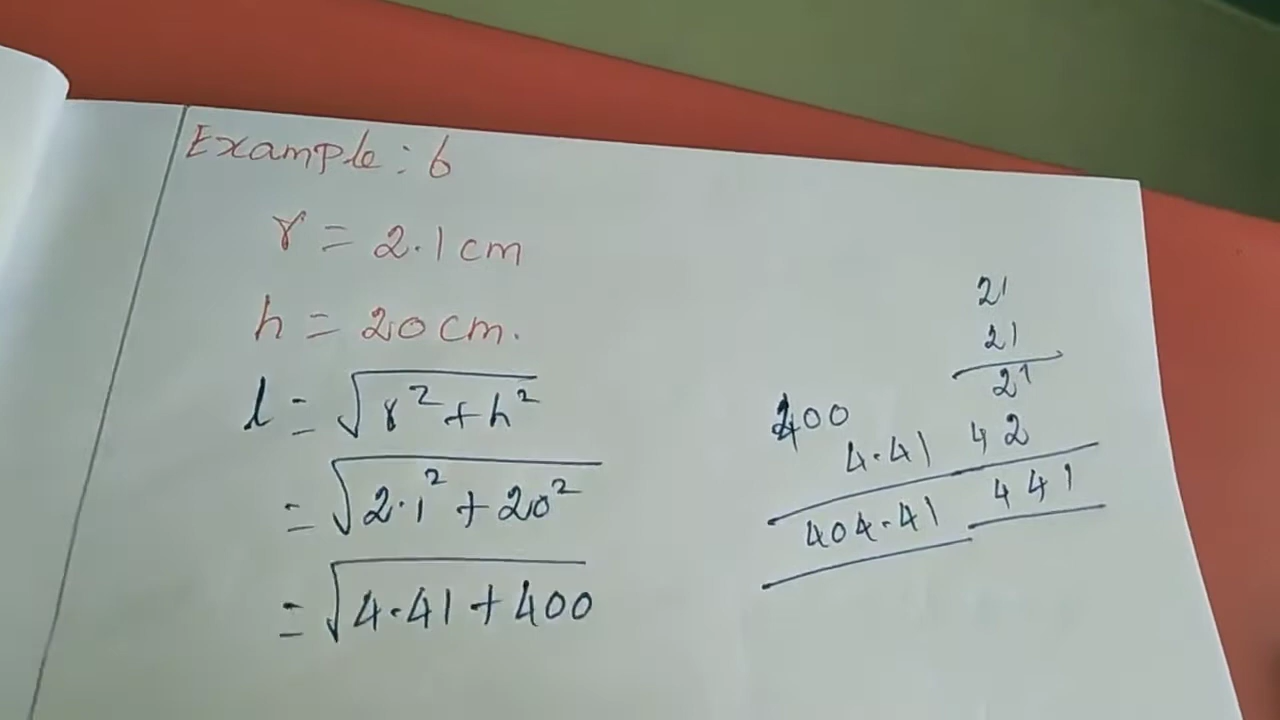 Example: 6
r = 2.1 cm
h = 20 cm.
l = √r² + h²
= √2.1² + 20²
= √4.41 + 400
400
4.41
404.41
21
21
21
42
441